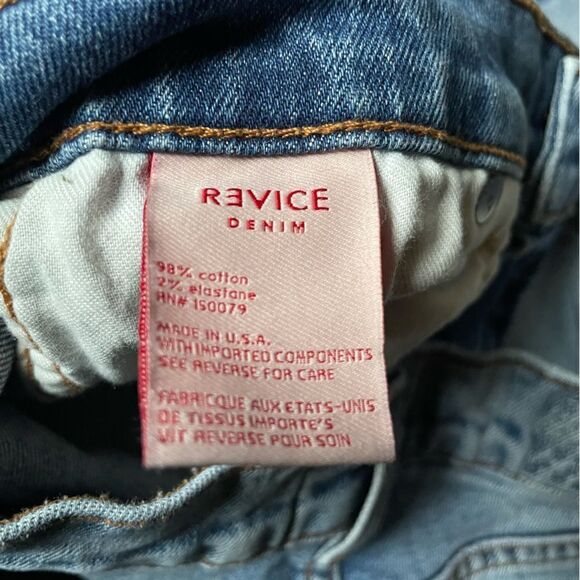 RƎVICE
DENIM
98% cotton
2% elastane
RN# 150079
MADE IN U.S.A.
WITH IMPORTED COMPONENTS
SEE REVERSE FOR CARE
FABRIQUE AUX ETATS-UNIS
DE TISSUS IMPORTE'S
VIT REVERSE POUR SOIN